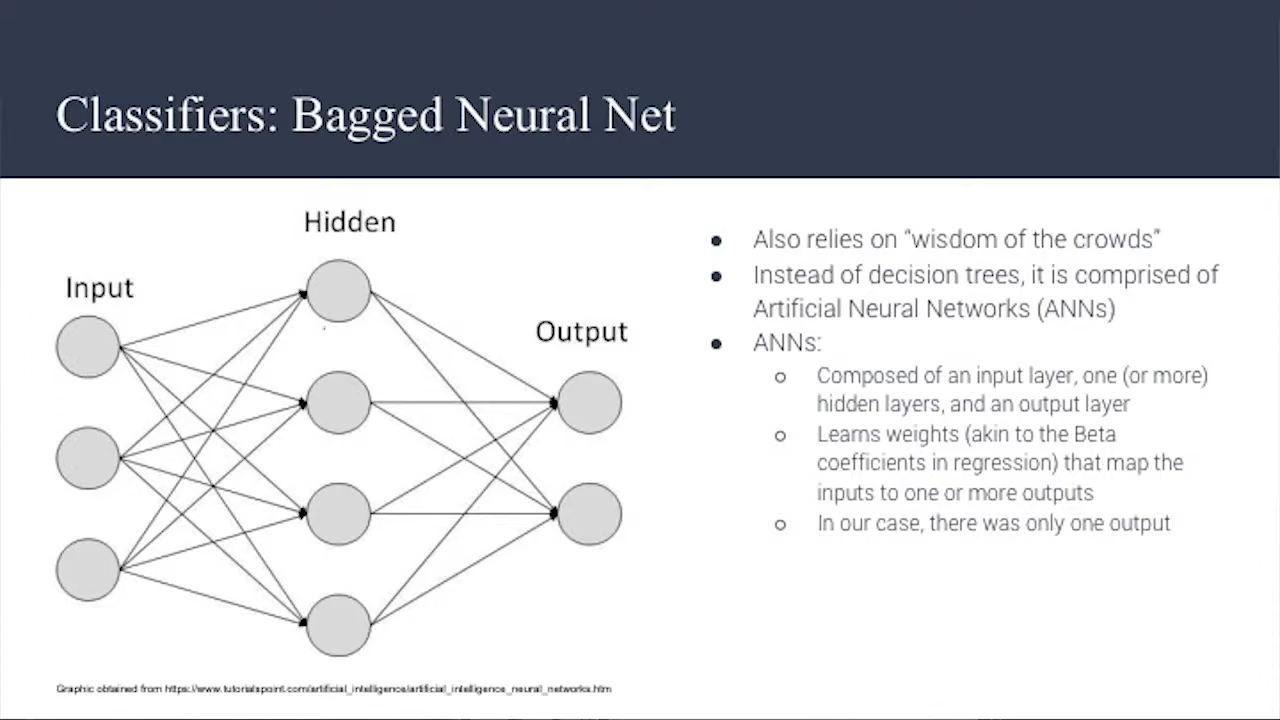 Classifiers: Bagged Neural Net
Hidden
Input
Output
● Also relies on “wisdom of the crowds”
● Instead of decision trees, it is comprised of
Artificial Neural Networks (ANNs)
● ANNs:
○ Composed of an input layer, one (or more)
hidden layers, and an output layer
○ Learns weights (akin to the Beta
coefficients in regression) that map the
inputs to one or more outputs
○ In our case, there was only one output
Graphic obtained from https://www.tutorialspoint.com/artificial_intelligence/artificial_intelligence_neural_networks.htm